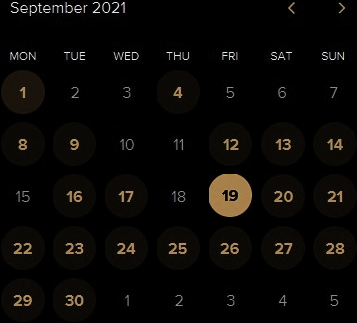 September 2021 < >
MON TUE WED THU FRI SAT SUN
1 2 3 4 5 6 7
8 9 10 11 12 13 14
15 16 17 18 19 20 21
22 23 24 25 26 27 28
29 30 1 2 3 4 5